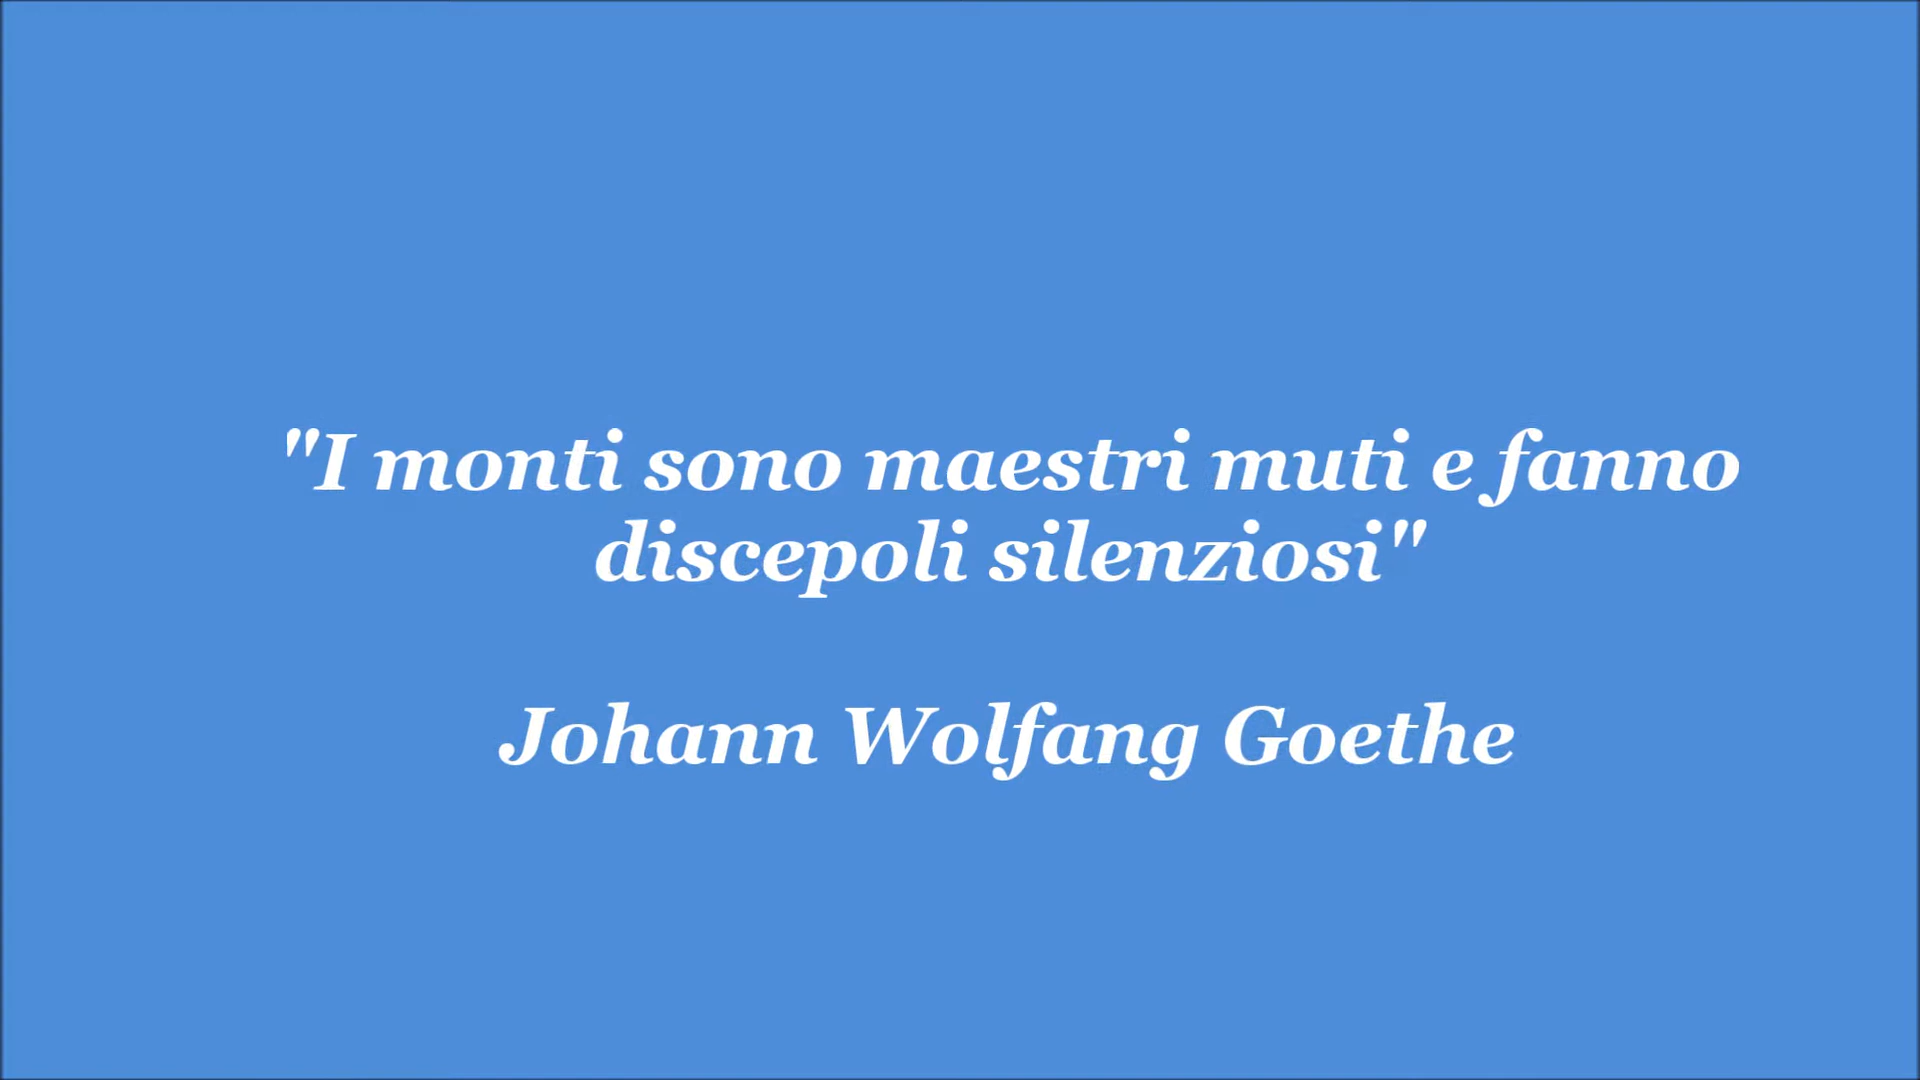 "I monti sono maestri muti e fanno
discepoli silenziosi"
Johann Wolfang Goethe